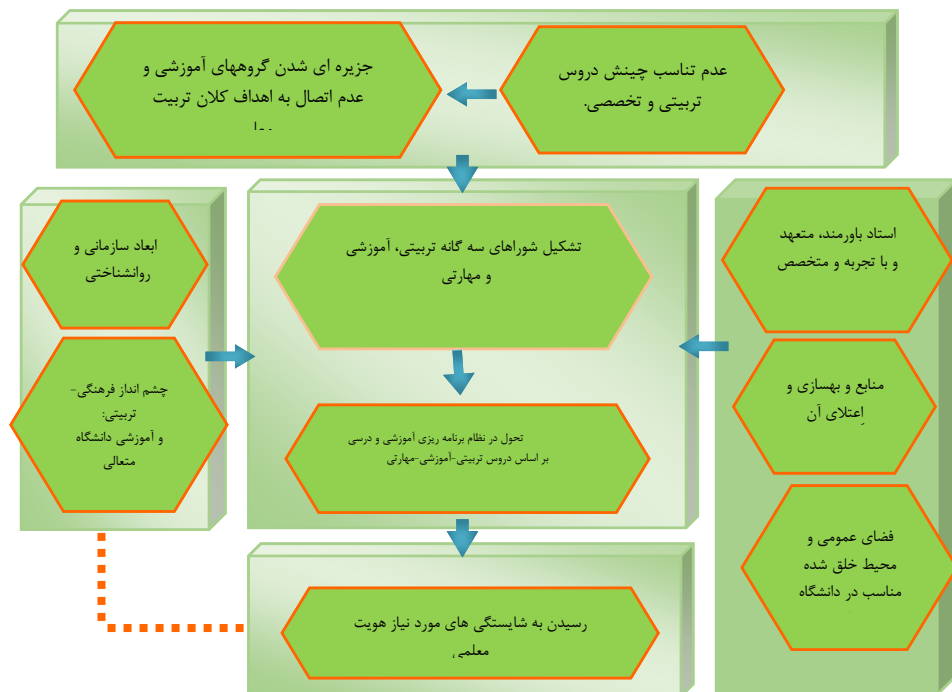 عدم تناسب چینش دروس
تربیتی و تخصصی.
جزیره ای شدن گروههای آموزشی و
عدم اتصال به اهداف کلان تربیت
تشکیل شوراهای سه گانه تربیتی، آموزشی
و مهارتی
استاد باورمند، متعهد
و با تجربه و متخصص
منابع و بهسازی و
اِعتلای آن
فضای عمومی و
محیط خلق شده
مناسب در دانشگاه
تحول در نظام برنامه ریزی آموزشی و درسی
بر اساس دروس تربیتی-آموزشی-مهارتی
ابعاد سازمانی و
روانشناختی
چشم انداز فرهنگی-
تربیتی:
و آموزشی دانشگاه
متعالی
رسیدن به شایستگی های مورد نیاز هویت
معلمی